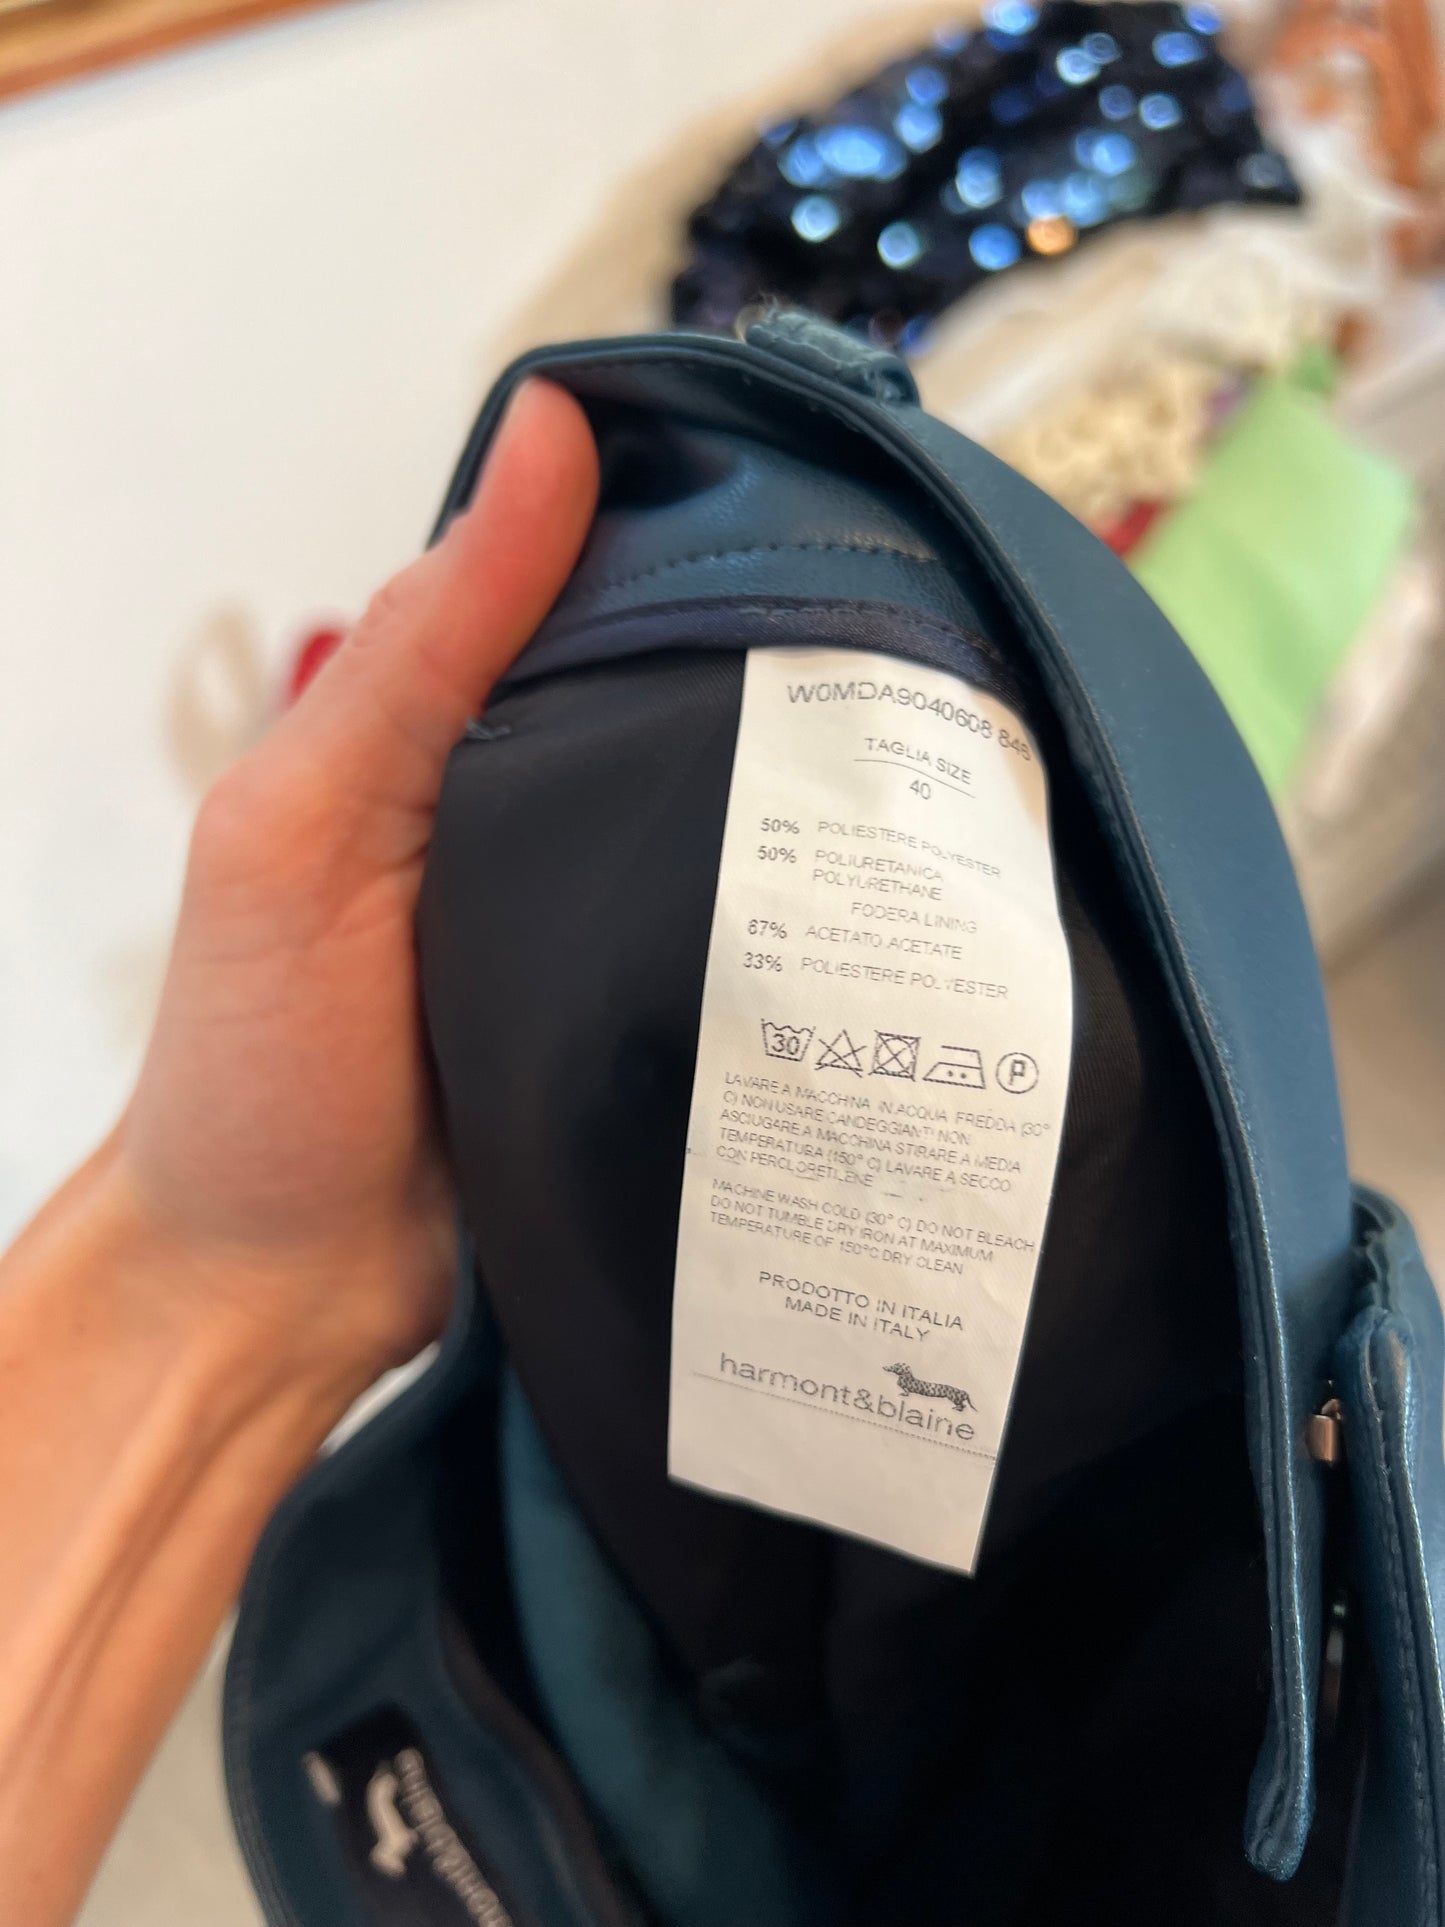 W0MDA9040608 846
TAGLIA SIZE
40
50% POLIESTERE POLYESTER
50% POLIURETANICA
POLYURETHANE
FODERA LINING
67% ACETATO ACETATE
33% POLIESTERE POLYESTER
30
P
LAVARE A MACCHINA IN ACQUA FREDDA (30°
C) NON USARE CANDEGGIANTI NON
ASCIUGARE A MACCHINA STIRARE A MEDIA
TEMPERATURA (150° C) LAVARE A SECCO
CON PERCLORETILENE
MACHINE WASH COLD (30° C) DO NOT BLEACH
DO NOT TUMBLE DRY IRON AT MAXIMUM
TEMPERATURE OF 150°C DRY CLEAN
PRODOTTO IN ITALIA
MADE IN ITALY
harmont&blaine